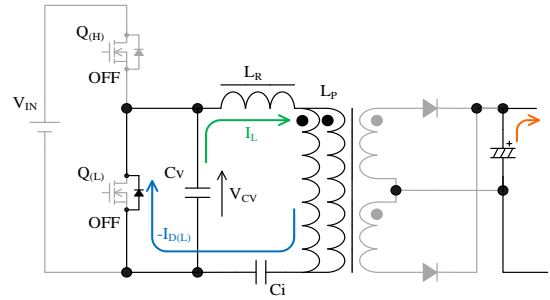 Q(H)
OFF
VIN
LR
LP
IL
Q(L)
OFF
Cv
VCV
-ID(L)
Ci
+